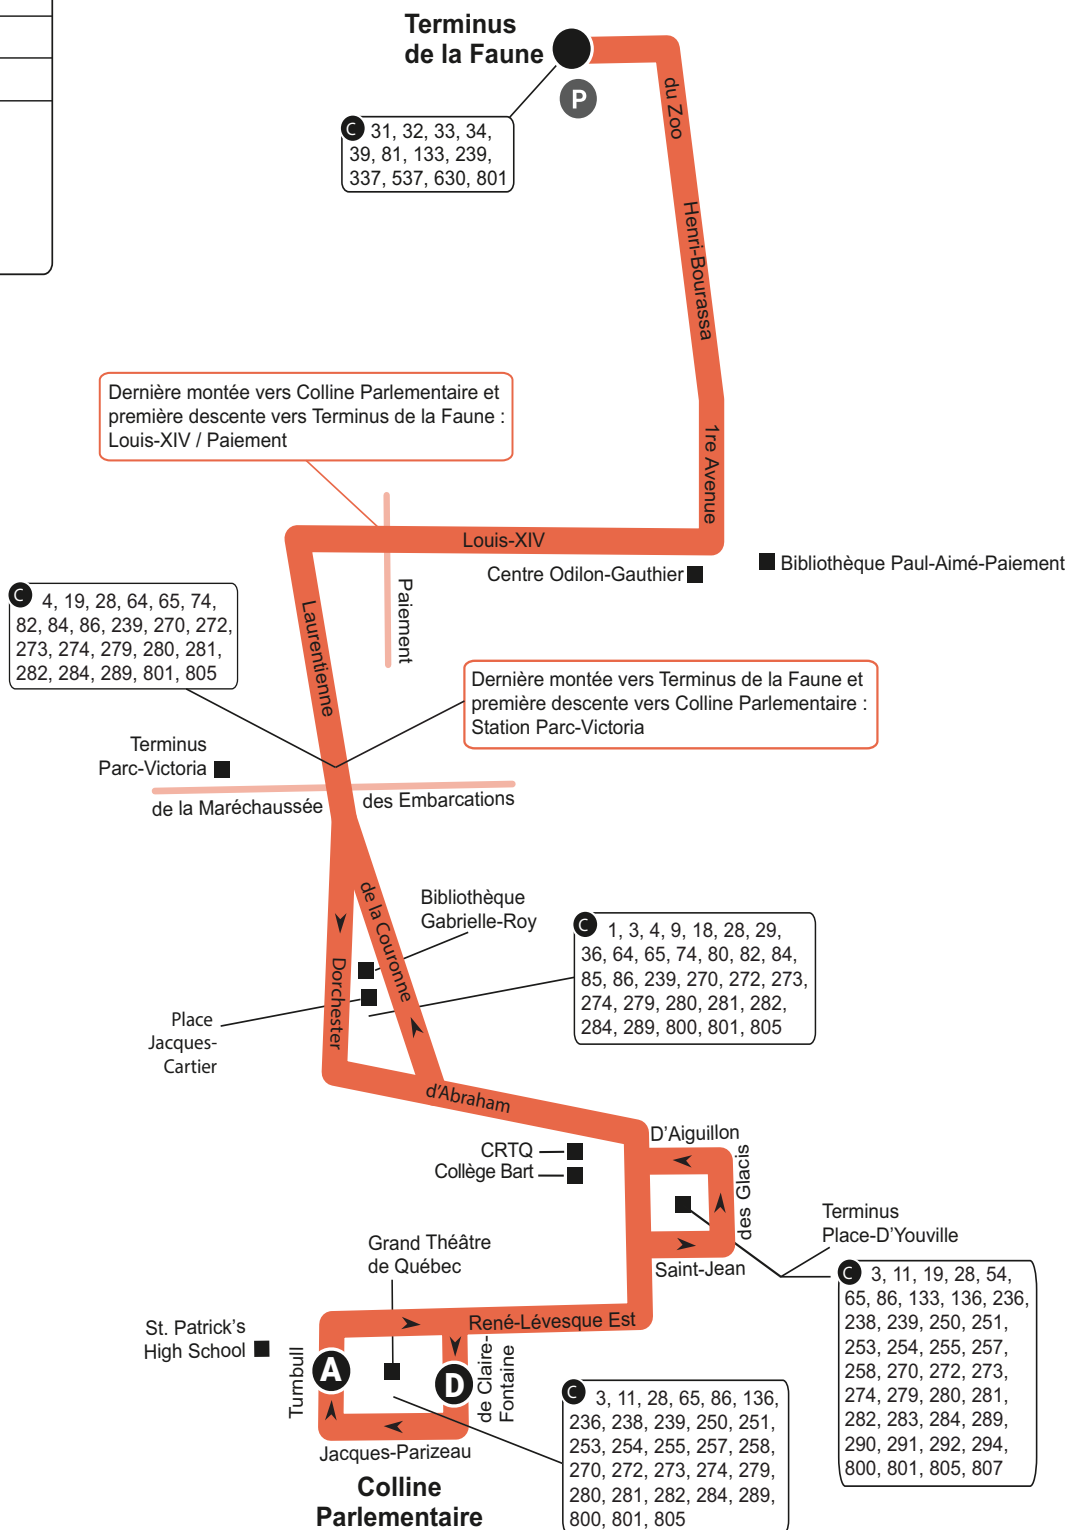 Terminus
de la Faune
P
du Zoo
C 31, 32, 33, 34,
39, 81, 133, 239,
337, 537, 630, 801
Henri-Bourassa
Dernière montée vers Colline Parlementaire et
première descente vers Terminus de la Faune :
Louis-XIV / Paiement
1re Avenue
Louis-XIV
Centre Odilon-Gauthier
Bibliothèque Paul-Aimé-Paiement
Paiement
C 4, 19, 28, 64, 65, 74,
82, 84, 86, 239, 270, 272,
273, 274, 279, 280, 281,
282, 284, 289, 801, 805
Laurentienne
Dernière montée vers Terminus de la Faune et
première descente vers Colline Parlementaire :
Station Parc-Victoria
Terminus
Parc-Victoria
de la Maréchaussée
des Embarcations
de la Couronne
Bibliothèque
Gabrielle-Roy
C 1, 3, 4, 9, 18, 28, 29,
36, 64, 65, 74, 80, 82, 84,
85, 86, 239, 270, 272, 273,
274, 279, 280, 281, 282,
284, 289, 800, 801, 805
Dorchester
Place
Jacques-
Cartier
d'Abraham
CRTQ
Collège Bart
D'Aiguillon
des Glacis
Saint-Jean
Terminus
Place-D'Youville
C 3, 11, 19, 28, 54,
65, 86, 133, 136, 236,
238, 239, 250, 251,
253, 254, 255, 257,
258, 270, 272, 273,
274, 279, 280, 281,
282, 283, 284, 289,
290, 291, 292, 294,
800, 801, 805, 807
Grand Théâtre
de Québec
René-Lévesque Est
St. Patrick's
High School
Turnbull
A
D
de Claire-
Fontaine
Jacques-Parizeau
C 3, 11, 28, 65, 86, 136,
236, 238, 239, 250, 251,
253, 254, 255, 257, 258,
270, 272, 273, 274, 279,
280, 281, 282, 284, 289,
800, 801, 805
Colline
Parlementaire